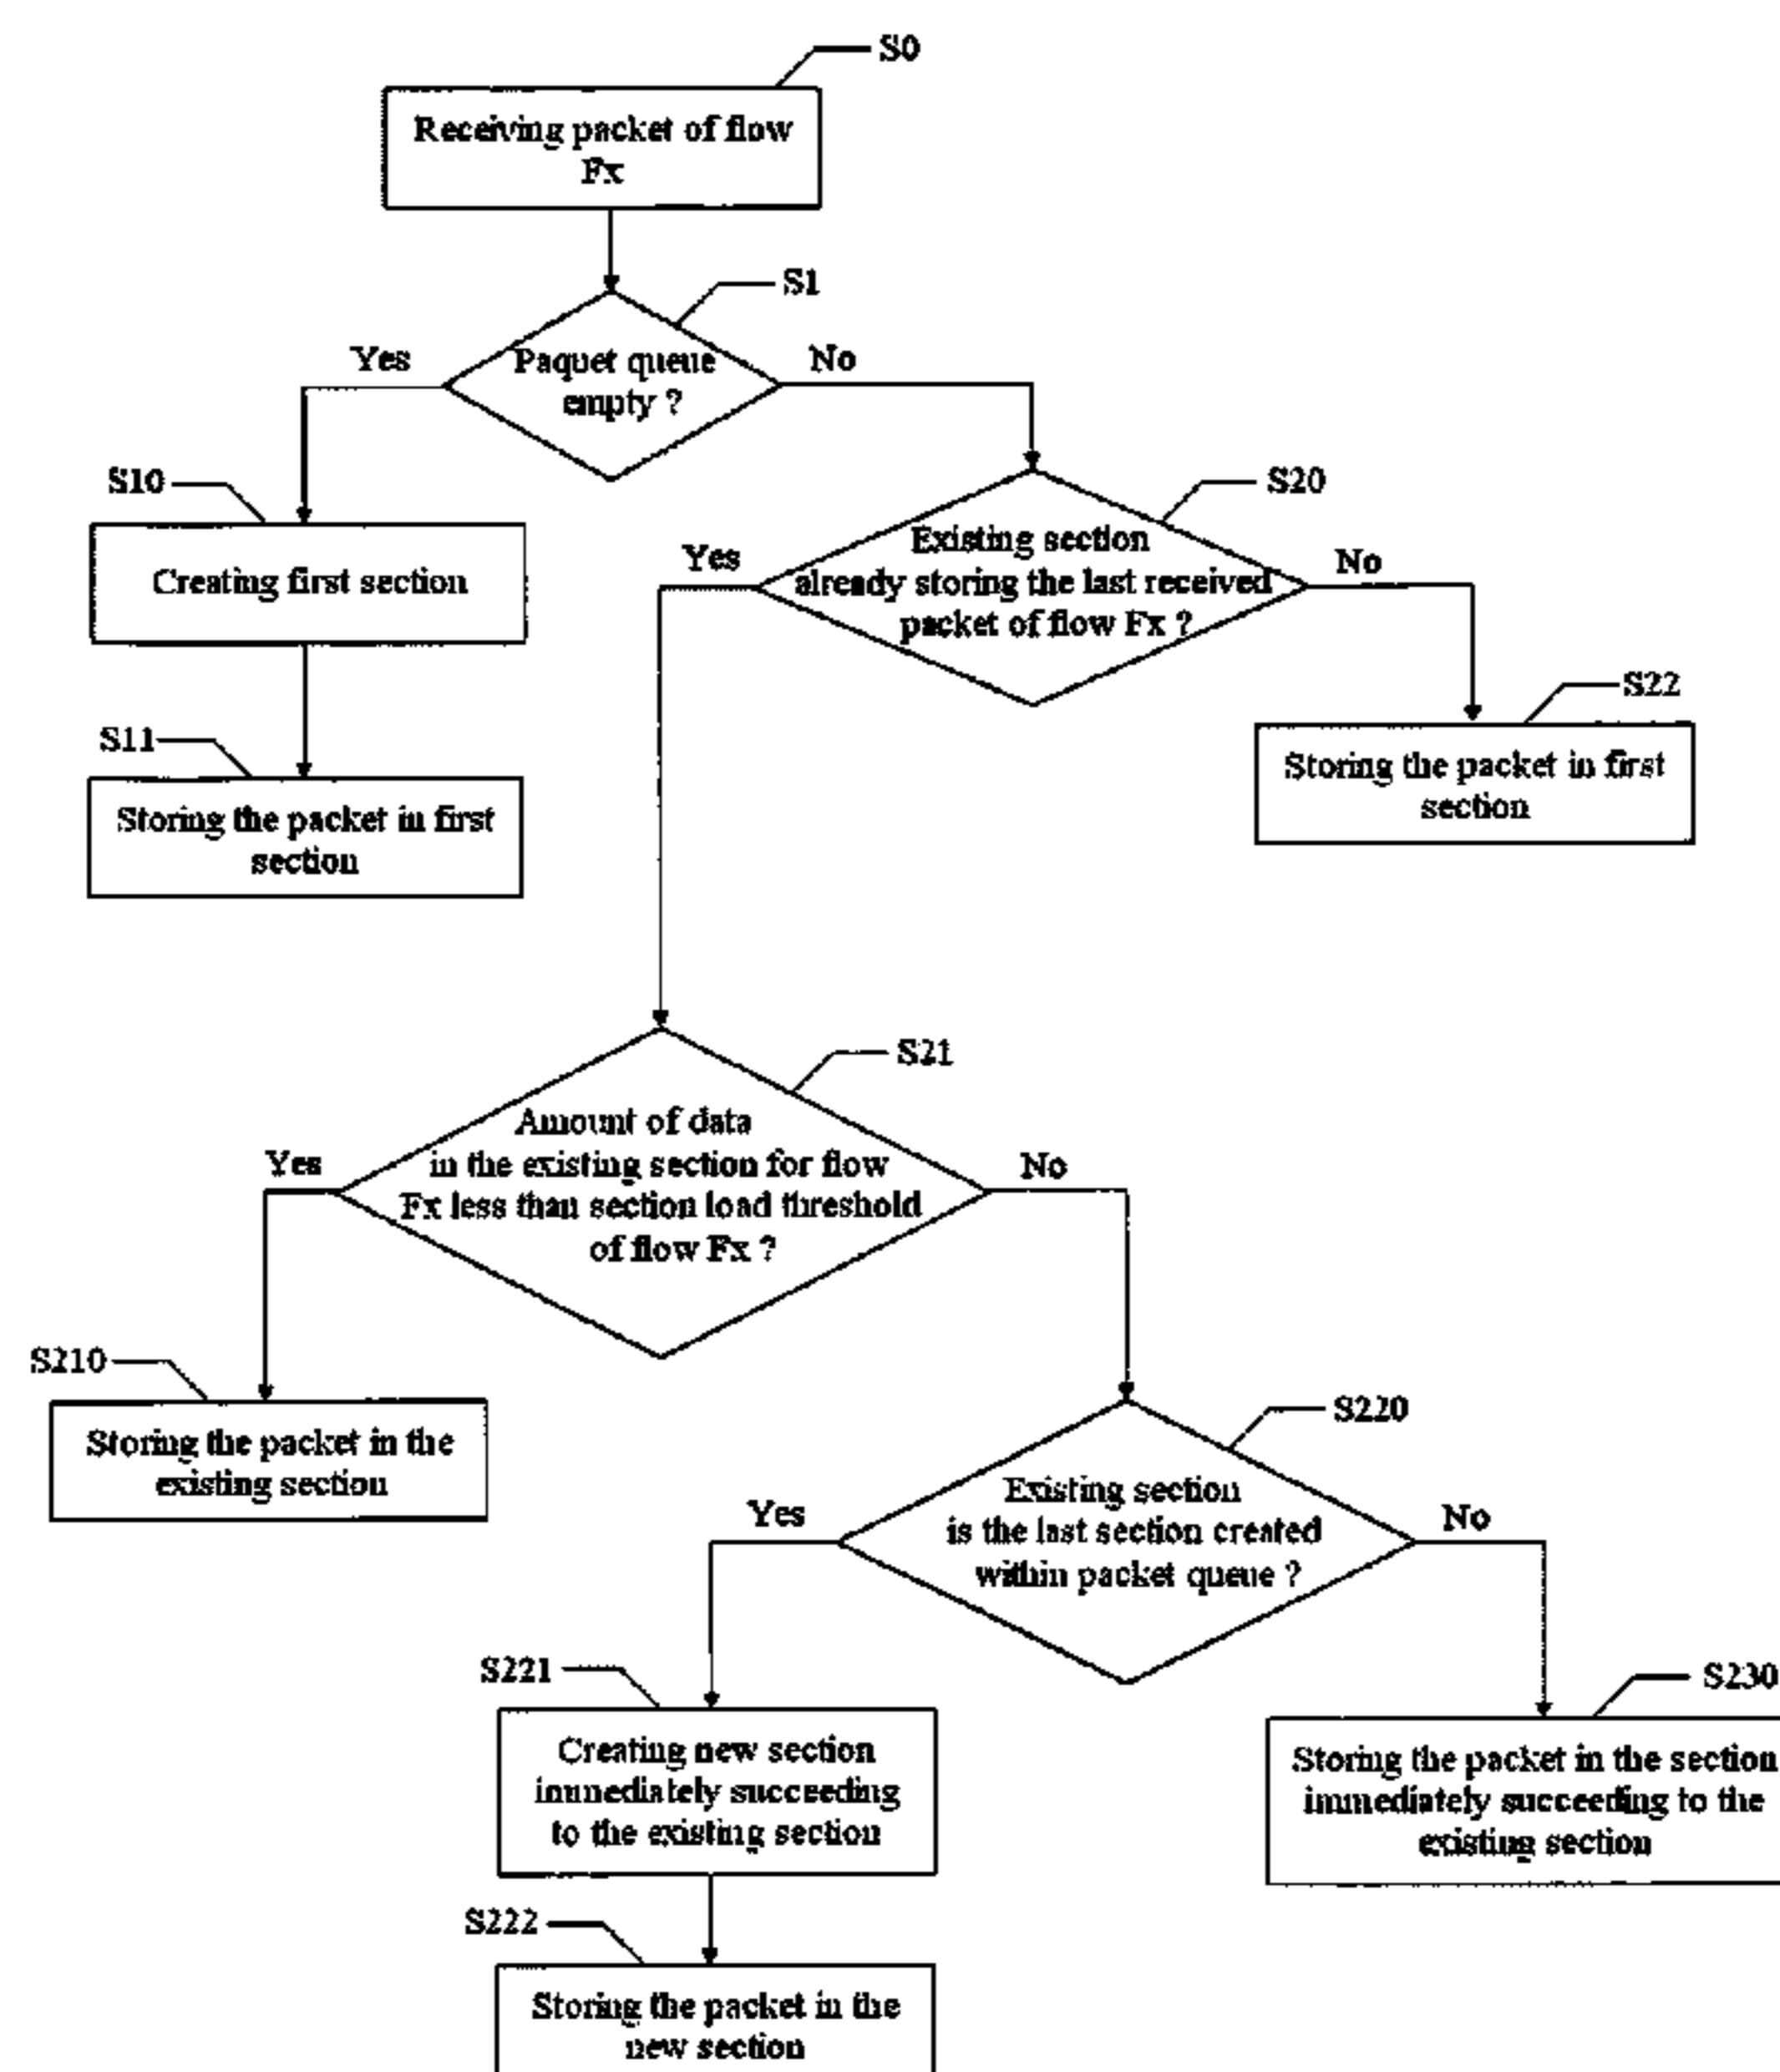 S0
Receiving packet of flow
Fx
S1
Yes
Paquet queue
empty ?
No
S10
Creating first section
S20
Yes
Existing section
already storing the last received
packet of flow Fx ?
No
S11
Storing the packet in first
section
S22
Storing the packet in first
section
S21
Yes
Amount of data
in the existing section for flow
Fx less than section load threshold
of flow Fx ?
No
S210
Storing the packet in the
existing section
S220
Yes
Existing section
is the last section created
within packet queue ?
No
S221
Creating new section
immediately succeeding
to the existing section
S230
Storing the packet in the section
immediately succeeding to the
existing section
S222
Storing the packet in the
new section